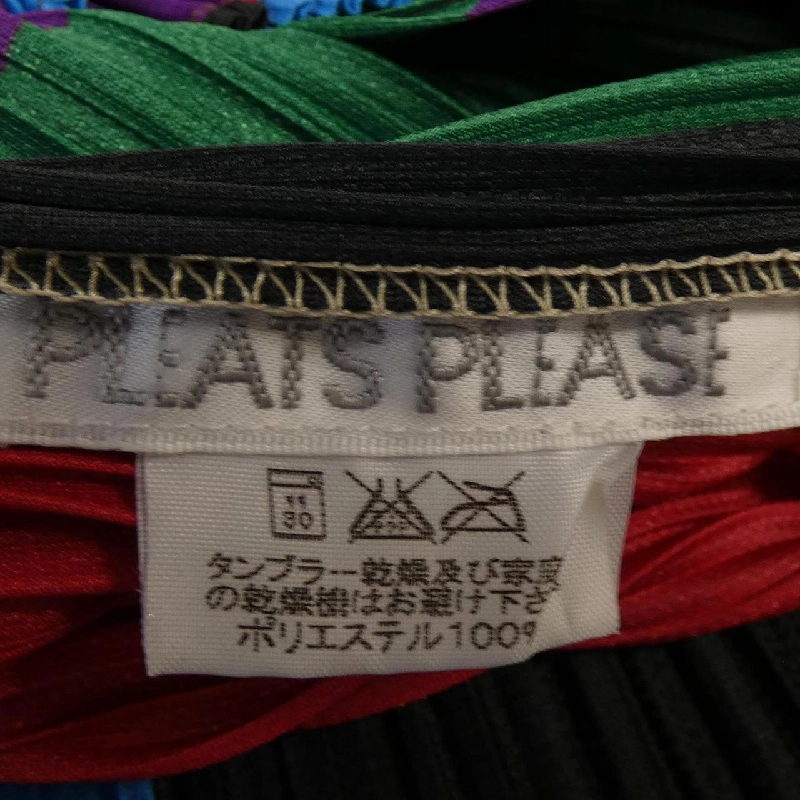 PLEATS PLEASE
11
30
タンブラー乾燥及び家庭
の乾燥機はお避け下さ
ポリエステル100%